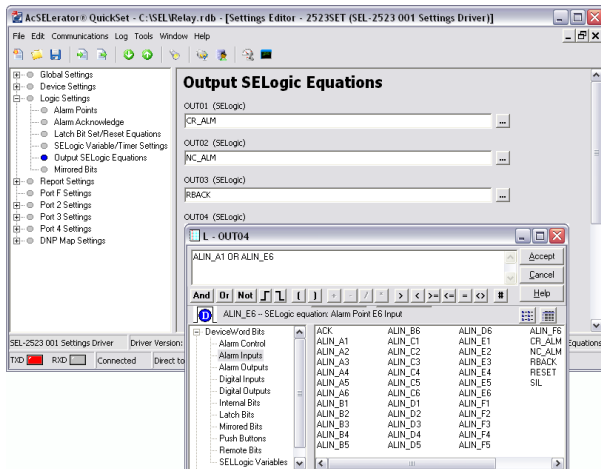 AcSELerator® QuickSet - C:\SEL\Relay.rdb - [Settings Editor - 2523SET (SEL-2523 001 Settings Driver)]
File Edit Communications Log Tools Window Help
Global Settings
Device Settings
Logic Settings
Alarm Points
Alarm Acknowledge
Latch Bit Set/Reset Equations
SELogic Variable/Timer Settings
Output SELogic Equations
Mirrored Bits
Report Settings
Port F Settings
Port 2 Settings
Port 3 Settings
Port 4 Settings
DNP Map Settings
Output SELogic Equations
OUT01 (SELogic)
CR_ALM
...
OUT02 (SELogic)
NC_ALM
...
OUT03 (SELogic)
RBACK
...
OUT04 (SELogic)
L - OUT04
ALIN_A1 OR ALIN_E6
Accept
Cancel
Help
And Or Not ( ) + - / * > < >= <= = <> #
D ALIN_E6 -- SELogic equation: Alarm Point E6 Input
DeviceWord Bits
Alarm Control
Alarm Inputs
Alarm Outputs
Digital Inputs
Digital Outputs
Internal Bits
Latch Bits
Mirrored Bits
Push Buttons
Remote Bits
SELLogic Variables
ACK ALIN_B6 ALIN_D6 ALIN_F6
ALIN_A1 ALIN_C1 ALIN_E1 CR_ALM
ALIN_A2 ALIN_C2 ALIN_E2 NC_ALM
ALIN_A3 ALIN_C3 ALIN_E3 RBACK
ALIN_A4 ALIN_C4 ALIN_E4 RESET
ALIN_A5 ALIN_C5 ALIN_E5 SIL
ALIN_A6 ALIN_C6 ALIN_E6
ALIN_B1 ALIN_D1 ALIN_F1
ALIN_B2 ALIN_D2 ALIN_F2
ALIN_B3 ALIN_D3 ALIN_F3
ALIN_B4 ALIN_D4 ALIN_F4
ALIN_B5 ALIN_D5 ALIN_F5
SEL-2523 001 Settings Driver Driver Version: Equations
TXD RXD Connected Direct to